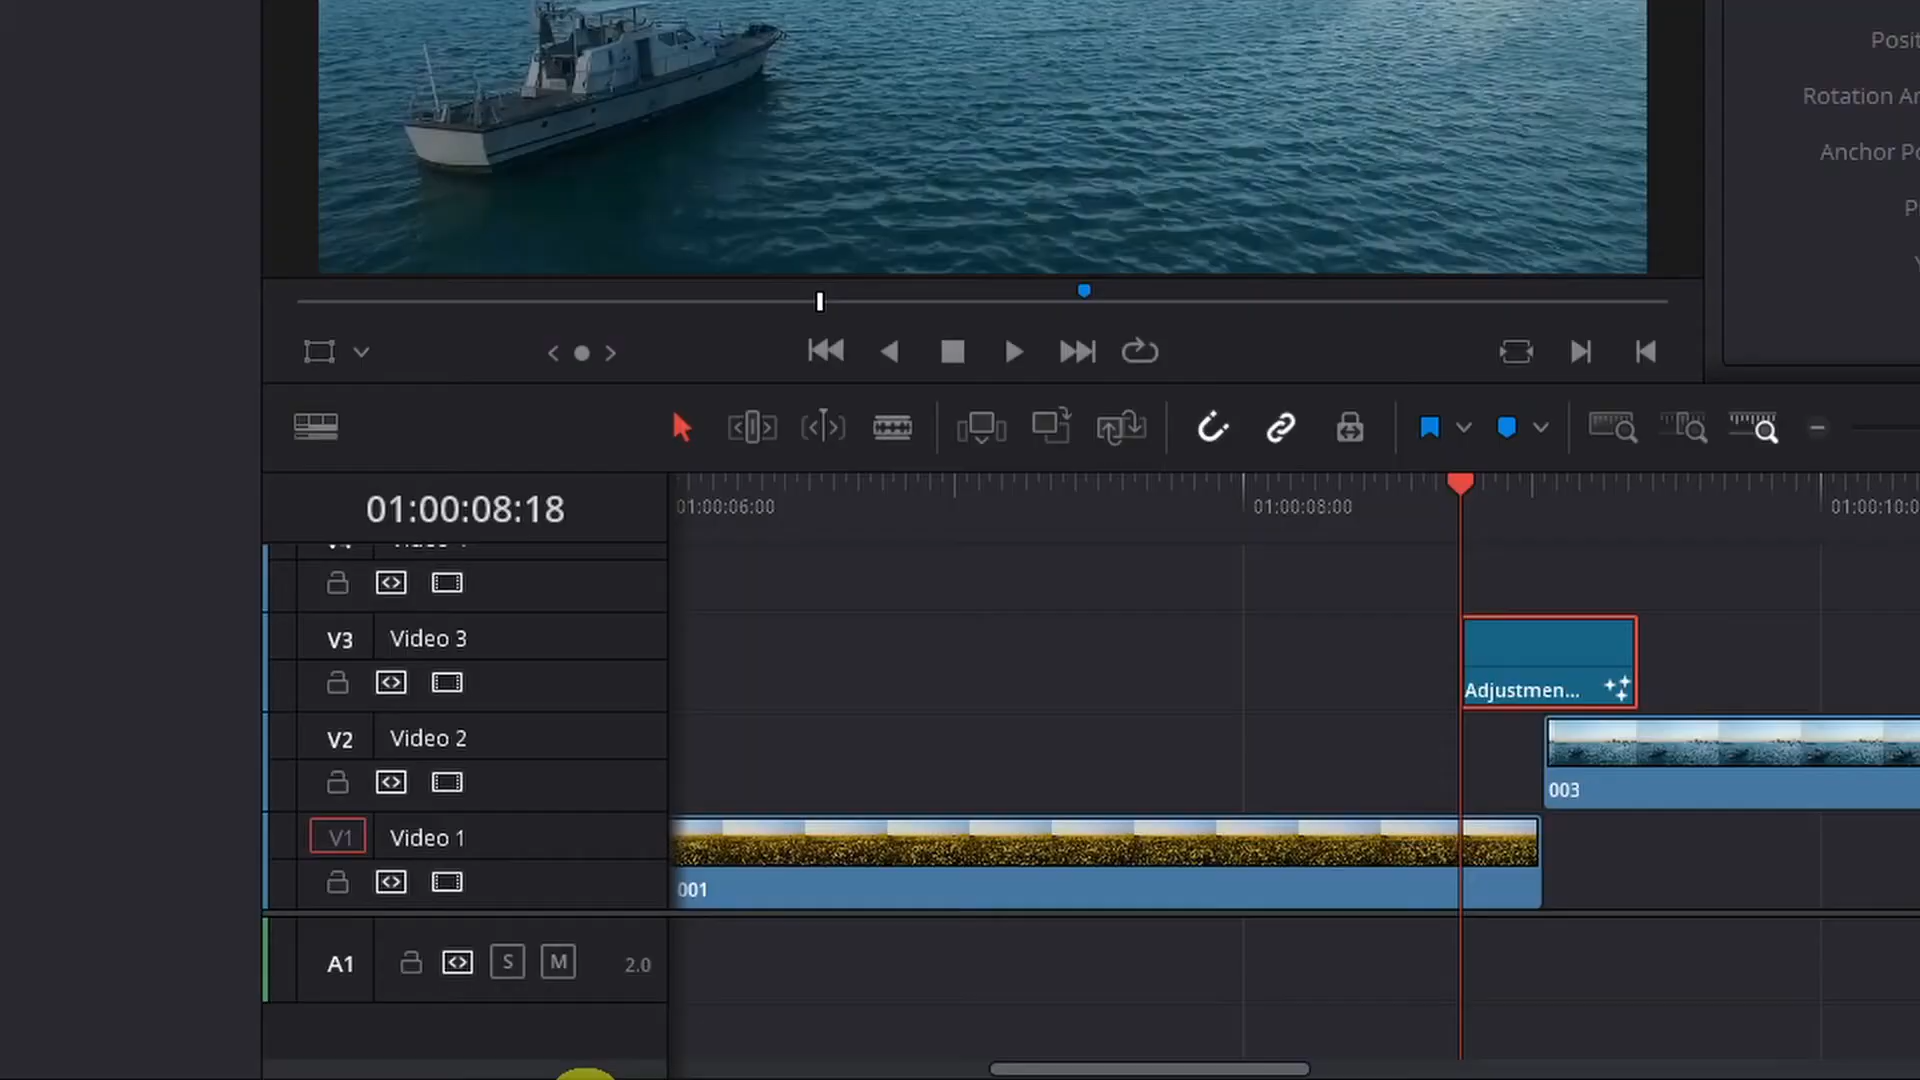 Posit
Rotation An
Anchor Po
P
01:00:08:18
01:00:06:00
01:00:08:00
01:00:10:0
V3
Video 3
Adjustmen...
V2
Video 2
003
V1
Video 1
001
A1
S
M
2.0